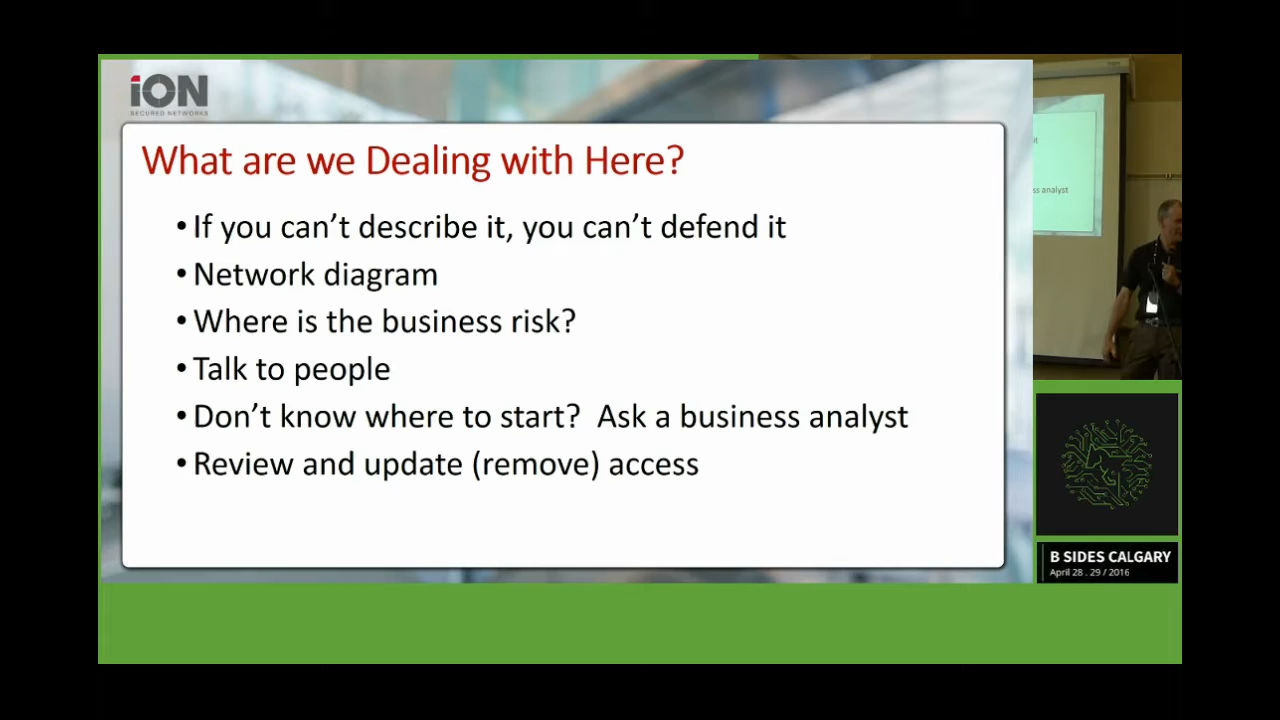 iON
SECURED NETWORKS
What are we Dealing with Here?
• If you can't describe it, you can't defend it
• Network diagram
• Where is the business risk?
• Talk to people
• Don't know where to start?  Ask a business analyst
• Review and update (remove) access
ss analyst
B SIDES CALGARY
April 28 . 29 / 2016